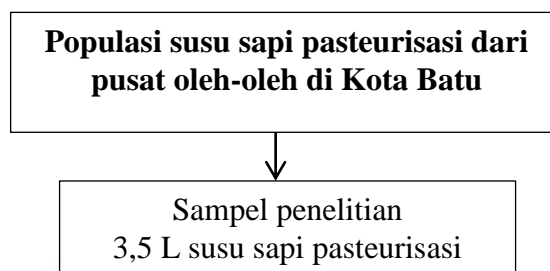 Populasi susu sapi pasteurisasi dari
pusat oleh-oleh di Kota Batu
Sampel penelitian
3,5 L susu sapi pasteurisasi